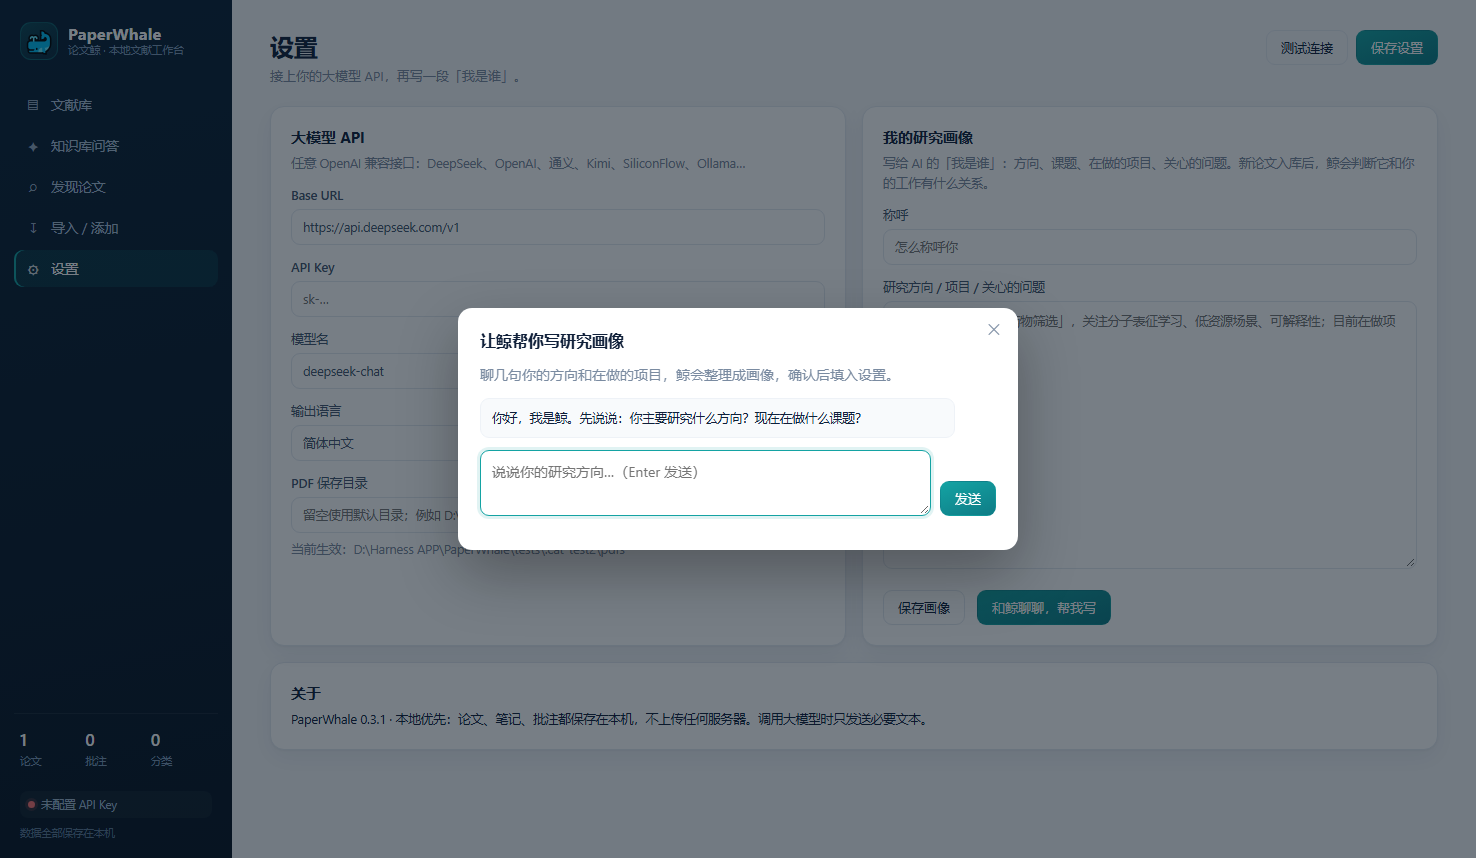 PaperWhale
论文鲸 · 本地文献工作台
文献库
知识库问答
发现论文
导入 / 添加
设置
1
0
0
论文
批注
分类
未配置 API Key
数据全部保存在本机
设置
接上你的大模型 API，再写一段「我是谁」。
测试连接
保存设置
大模型 API
任意 OpenAI 兼容接口：DeepSeek、OpenAI、通义、Kimi、SiliconFlow、Ollama…
Base URL
https://api.deepseek.com/v1
API Key
sk-...
模型名
deepseek-chat
输出语言
简体中文
PDF 保存目录
留空使用默认目录；例如 D:\
当前生效：D:\Harness APP\PaperWhale\tests\
我的研究画像
写给 AI 的「我是谁」：方向、课题、在做的项目、关心的问题。新论文入库后，鲸会判断它和你
的工作有什么关系。
称呼
怎么称呼你
研究方向 / 项目 / 关心的问题
物筛选」，关注分子表征学习、低资源场景、可解释性；目前在做项
保存画像
和鲸聊聊，帮我写
让鲸帮你写研究画像
聊几句你的方向和在做的项目，鲸会整理成画像，确认后填入设置。
你好，我是鲸。先说说：你主要研究什么方向？现在在做什么课题？
说说你的研究方向…（Enter 发送）
发送
关于
PaperWhale 0.3.1 · 本地优先：论文、笔记、批注都保存在本机，不上传任何服务器。调用大模型时只发送必要文本。